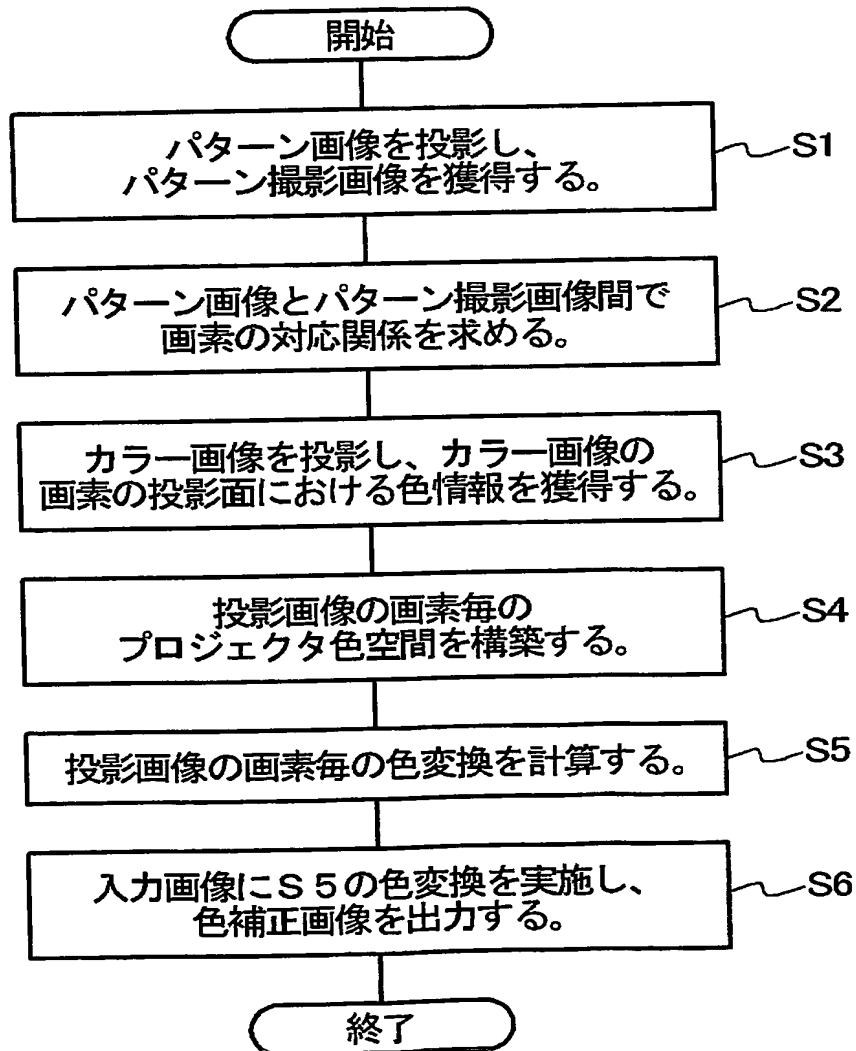 開始
パターン画像を投影し、
パターン撮影画像を獲得する。
S1
パターン画像とパターン撮影画像間で
画素の対応関係を求める。
S2
カラー画像を投影し、カラー画像の
画素の投影面における色情報を獲得する。
S3
投影画像の画素毎の
プロジェクタ色空間を構築する。
S4
投影画像の画素毎の色変換を計算する。
S5
入力画像にS5の色変換を実施し、
色補正画像を出力する。
S6
終了